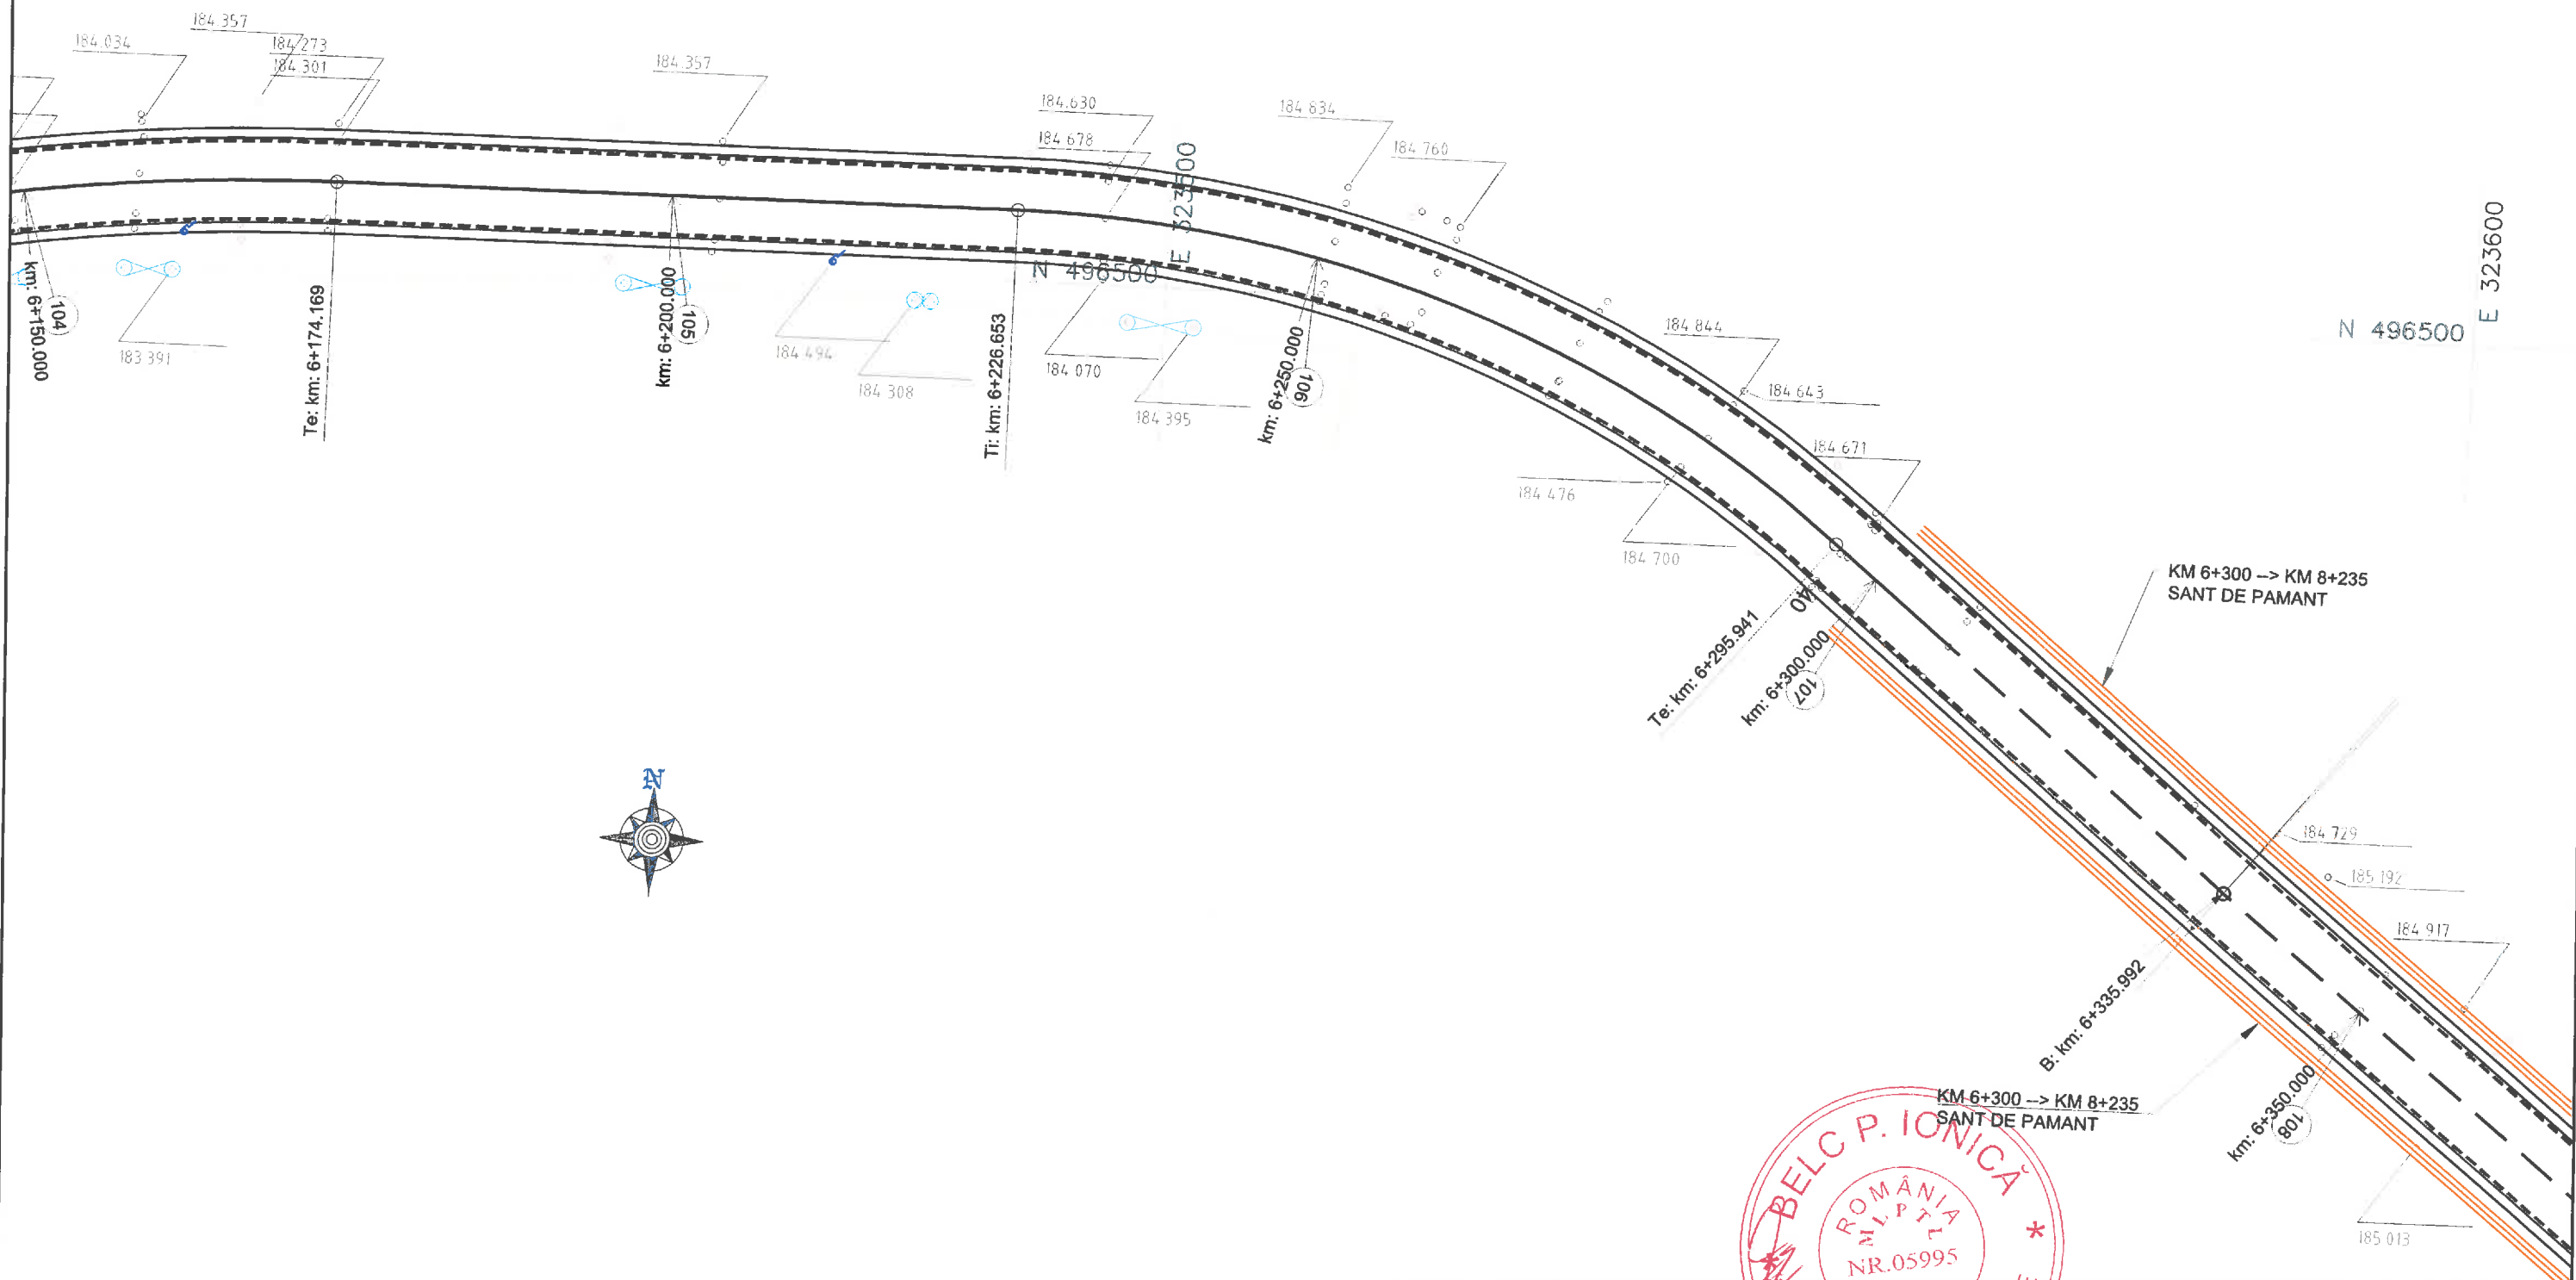 184.357
184.034
184.273
184.301
184.357
184.630
184.678
184.834
184.760
E 323500
N 496500
E 323600
N 496500
km: 6+150.000
104
183.391
Te: km: 6+174.169
km: 6+200.000
105
184.494
184.308
Ti: km: 6+226.653
184.070
184.395
km: 6+250.000
106
184.844
184.643
184.671
184.476
184.700
Te: km: 6+295.941
40
km: 6+300.000
107
KM 6+300 --> KM 8+235
SANT DE PAMANT
N
184.729
185.192
184.917
B: km: 6+335.992
km: 6+350.000
108
KM 6+300 --> KM 8+235
SANT DE PAMANT
185.013
BELC P. IONICĂ *
ROMÂNIA
M L P T L
NR.05995